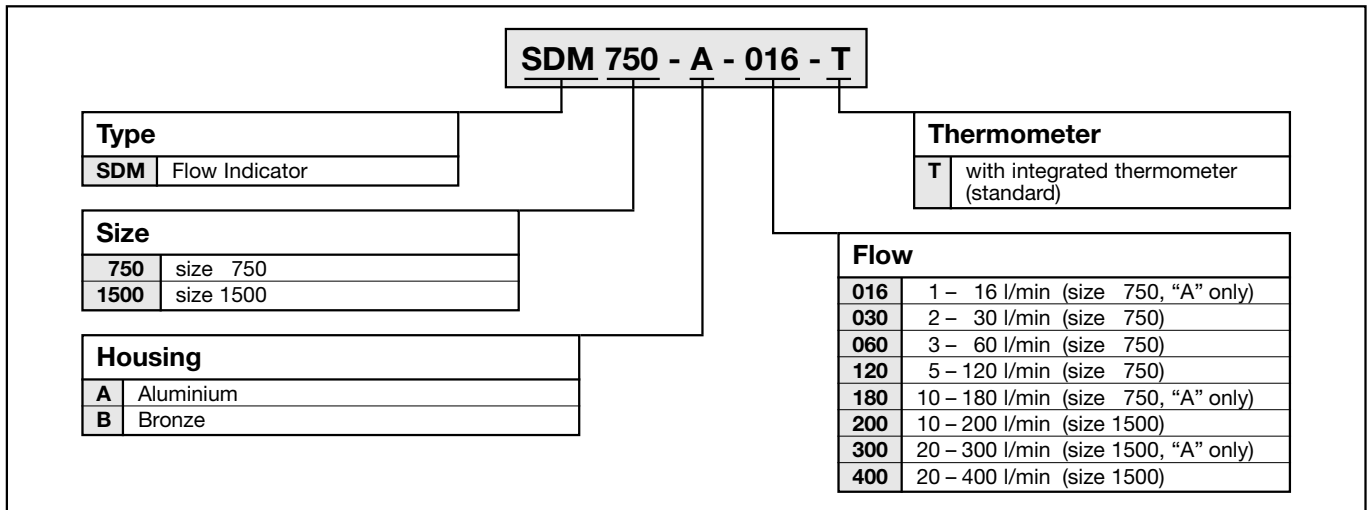 SDM 750 - A - 016 - T
Type
SDM Flow Indicator
Size
750 size 750
1500 size 1500
Housing
A Aluminium
B Bronze
Thermometer
T with integrated thermometer
(standard)
Flow
016 1 – 16 l/min (size 750, “A” only)
030 2 – 30 l/min (size 750)
060 3 – 60 l/min (size 750)
120 5 – 120 l/min (size 750)
180 10 – 180 l/min (size 750, “A” only)
200 10 – 200 l/min (size 1500)
300 20 – 300 l/min (size 1500, “A” only)
400 20 – 400 l/min (size 1500)